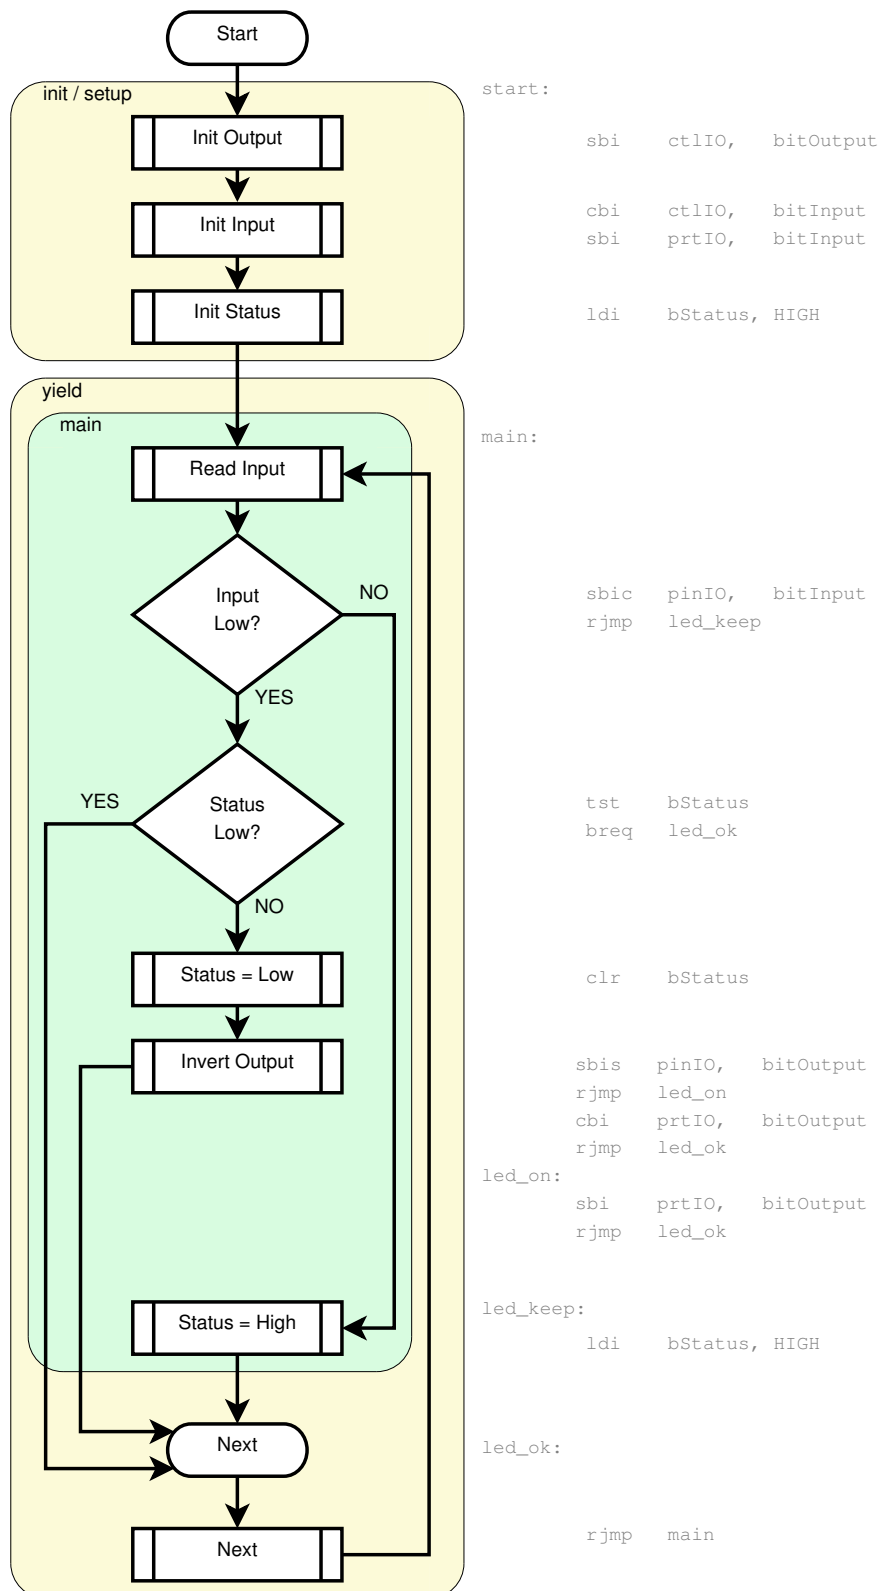 Start
init / setup
start:
Init Output
sbi ctlIO, bitOutput
Init Input
cbi ctlIO, bitInput
sbi prtIO, bitInput
Init Status
ldi bStatus, HIGH
yield
main
main:
Read Input
Input
Low?
NO
YES
sbic pinIO, bitInput
rjmp led_keep
Status
Low?
YES
NO
tst bStatus
breq led_ok
Status = Low
clr bStatus
Invert Output
sbis pinIO, bitOutput
rjmp led_on
cbi prtIO, bitOutput
rjmp led_ok
led_on:
sbi prtIO, bitOutput
rjmp led_ok
Status = High
led_keep:
ldi bStatus, HIGH
Next
led_ok:
Next
rjmp main